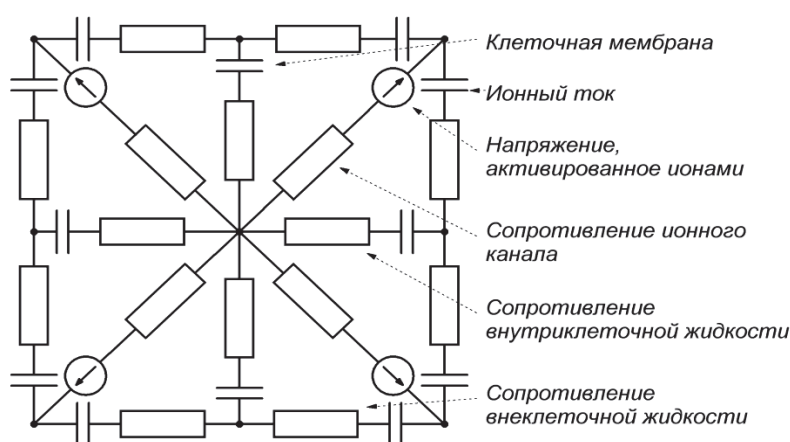 Клеточная мембрана
Ионный ток
Напряжение,
активированное ионами
Сопротивление ионного
канала
Сопротивление
внутриклеточной жидкости
Сопротивление
внеклеточной жидкости